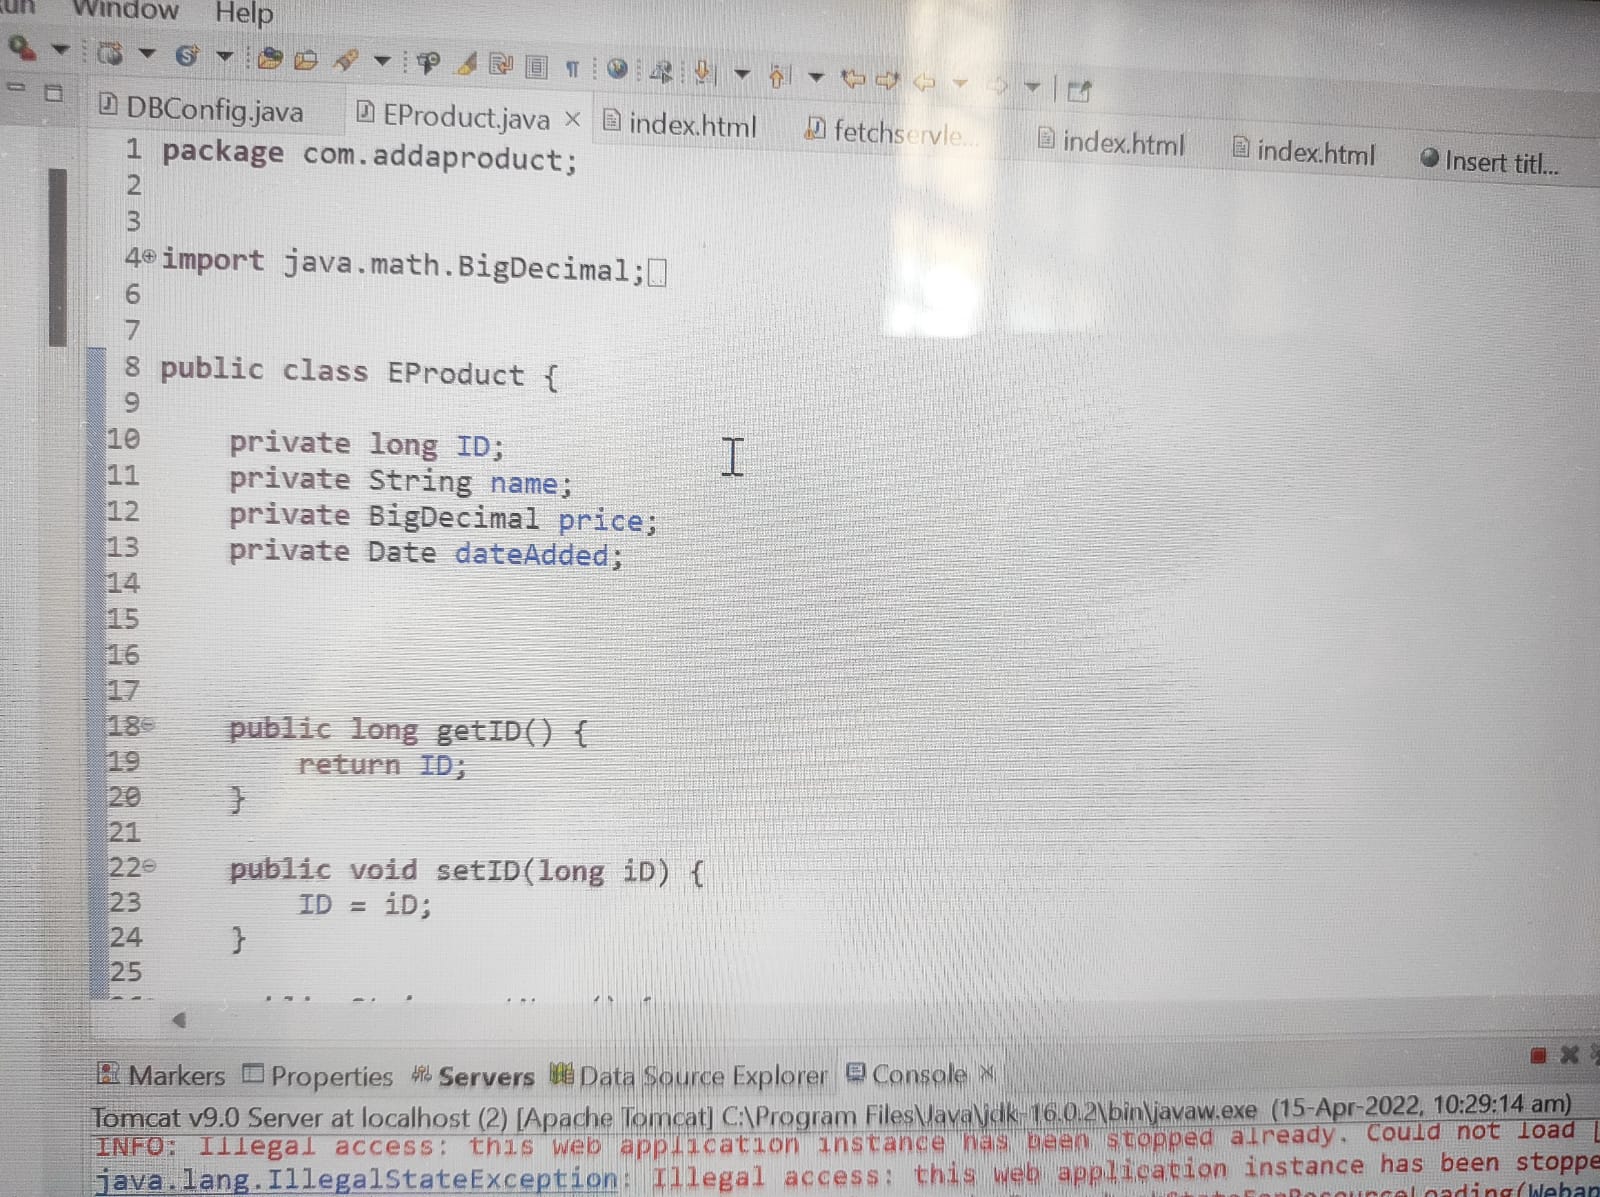 Window Help
DBConfig.java EProduct.java index.html fetchservle... index.html index.html Insert titl...
1 package com.addaproduct;
2
3
4 import java.math.BigDecimal;
6
7
8 public class EProduct {
9
10 private long ID;
11 private String name;
12 private BigDecimal price;
13 private Date dateAdded;
14
15
16
17
18 public long getID() {
19 return ID;
20 }
21
22 public void setID(long iD) {
23 ID = iD;
24 }
25
Markers Properties Servers Data Source Explorer Console
Tomcat v9.0 Server at localhost (2) [Apache Tomcat] C:\Program Files\Java\jdk-16.0.2\bin\javaw.exe (15-Apr-2022, 10:29:14 am)
INFO: Illegal access: this web application instance has been stopped already. Could not load [
java.lang.IllegalStateException: Illegal access: this web application instance has been stoppe